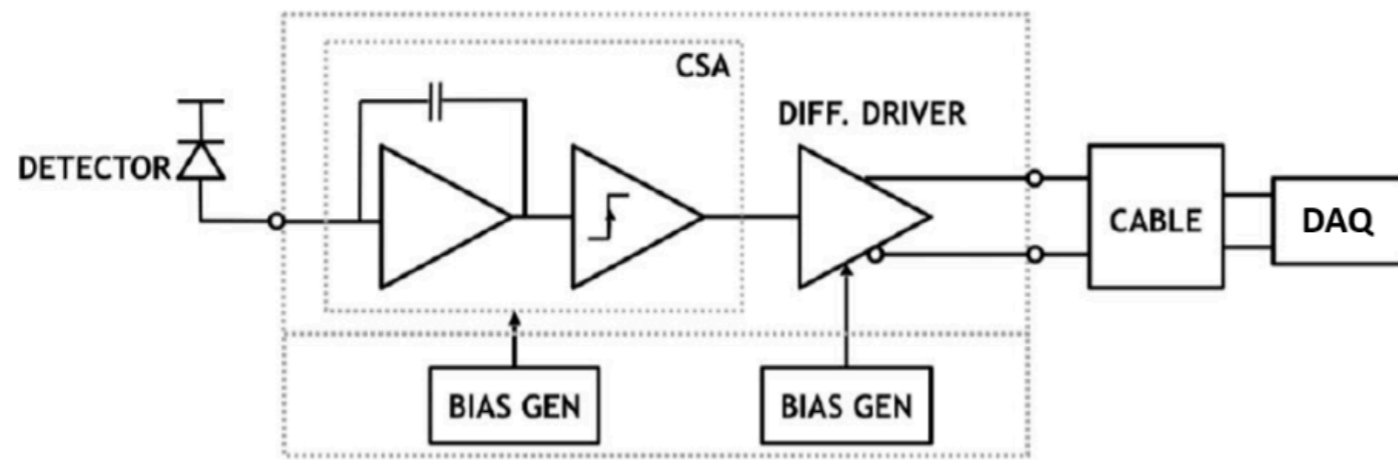 CSA
DIFF. DRIVER
DETECTOR
CABLE
DAQ
BIAS GEN
BIAS GEN